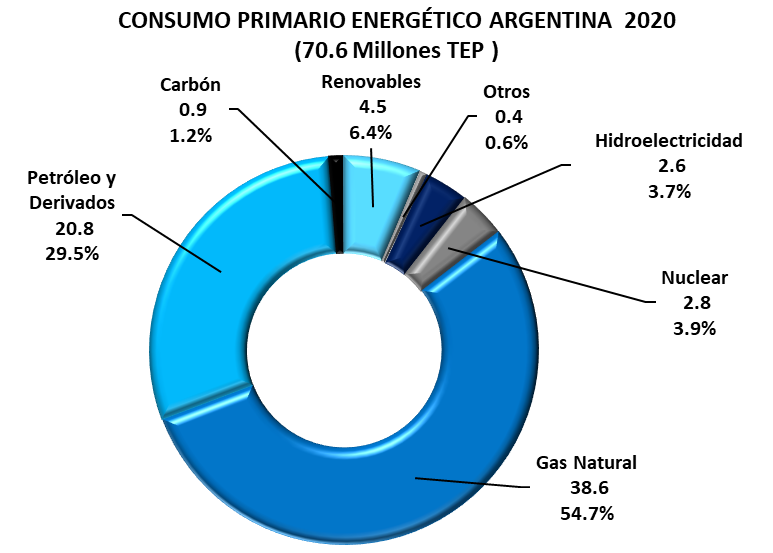 CONSUMO PRIMARIO ENERGÉTICO ARGENTINA 2020
(70.6 Millones TEP )
Carbón
0.9
1.2%
Renovables
4.5
6.4%
Otros
0.4
0.6%
Hidroelectricidad
2.6
3.7%
Petróleo y
Derivados
20.8
29.5%
Nuclear
2.8
3.9%
Gas Natural
38.6
54.7%